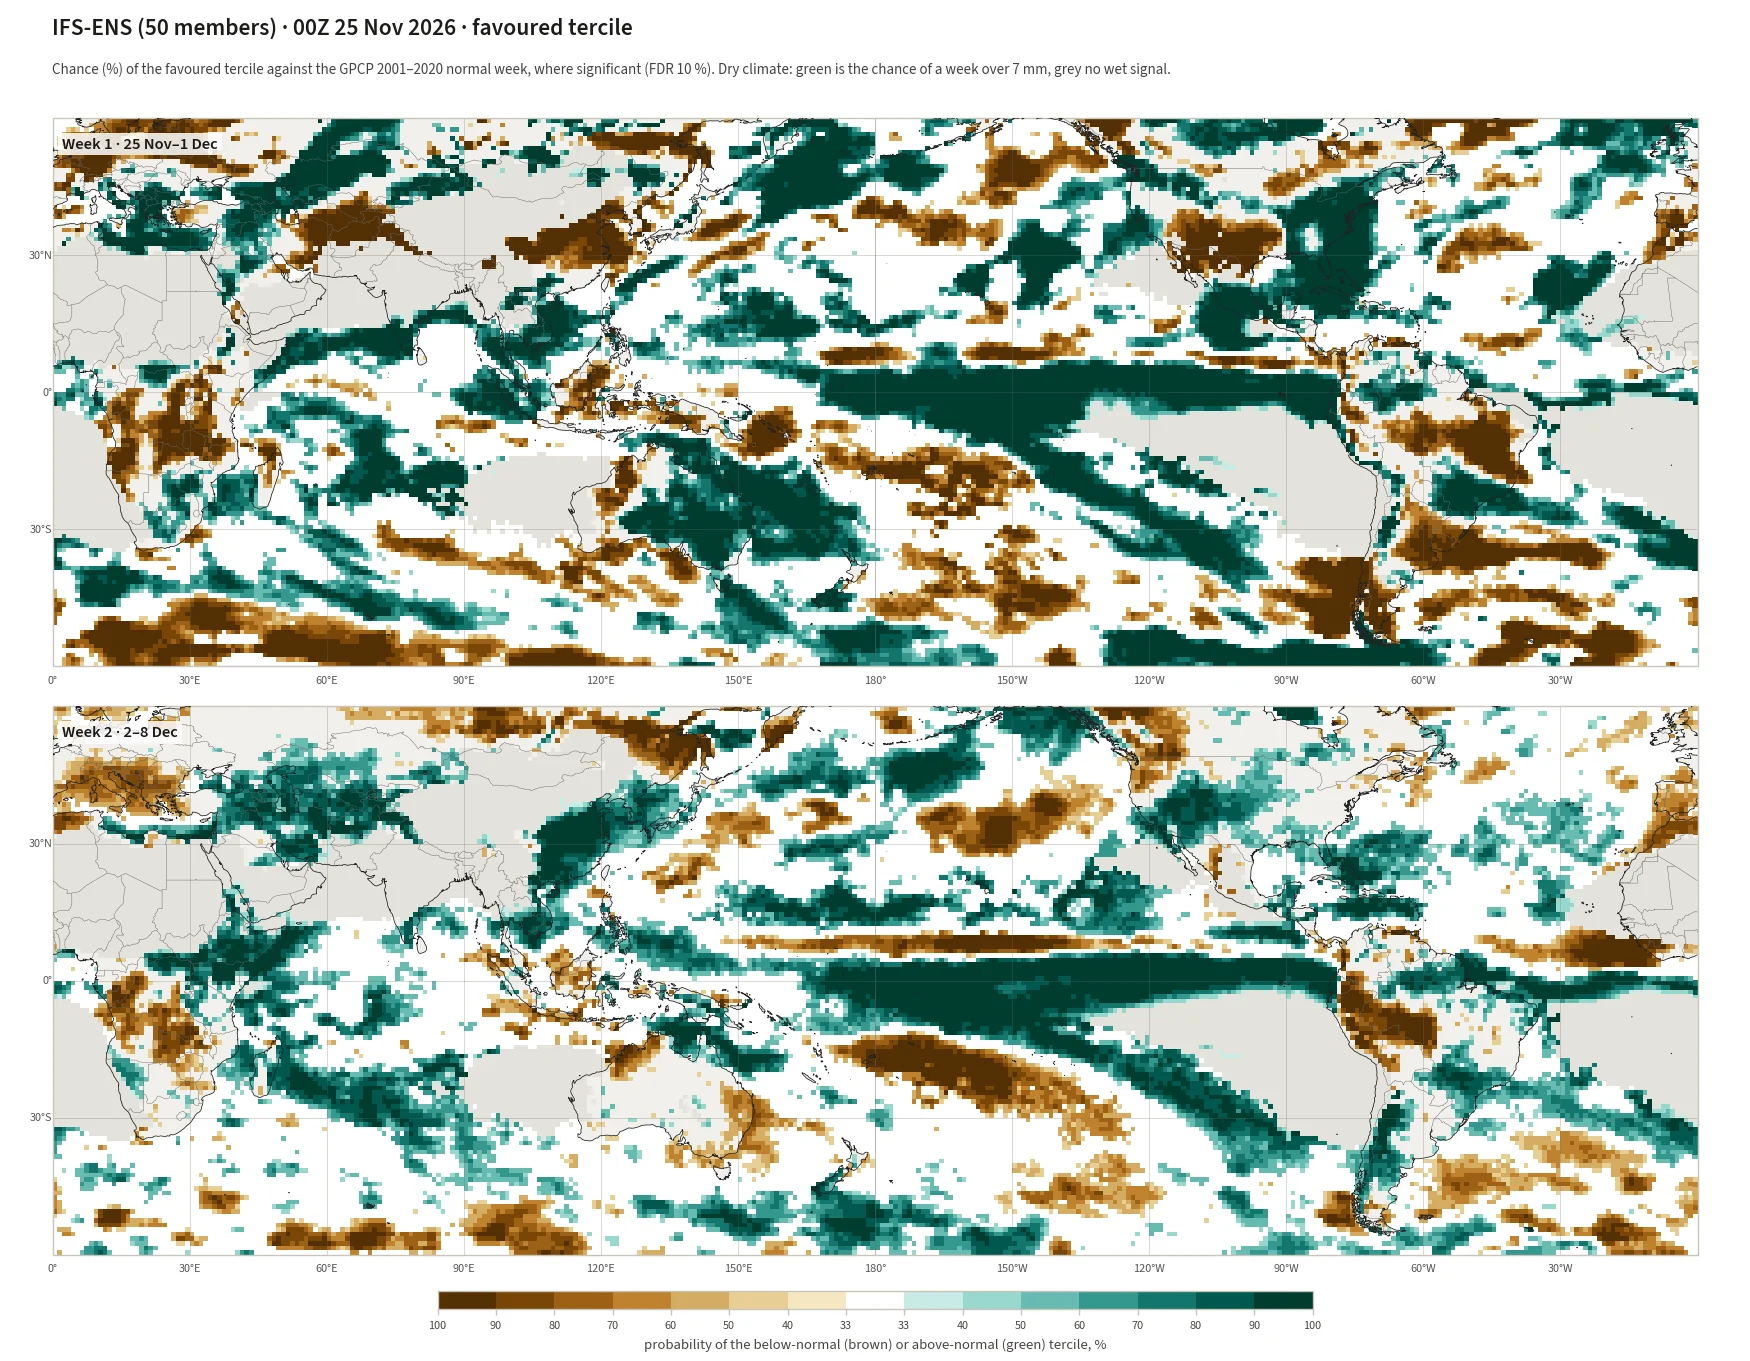 IFS-ENS (50 members) · 00Z 25 Nov 2026 · favoured tercile
Chance (%) of the favoured tercile against the GPCP 2001–2020 normal week, where significant (FDR 10 %). Dry climate: green is the chance of a week over 7 mm, grey no wet signal.
Week 1 · 25 Nov–1 Dec
30°N
0°
30°S
0° 30°E 60°E 90°E 120°E 150°E 180° 150°W 120°W 90°W 60°W 30°W
Week 2 · 2–8 Dec
30°N
0°
30°S
0° 30°E 60°E 90°E 120°E 150°E 180° 150°W 120°W 90°W 60°W 30°W
100 90 80 70 60 50 40 33 33 40 50 60 70 80 90 100
probability of the below-normal (brown) or above-normal (green) tercile, %